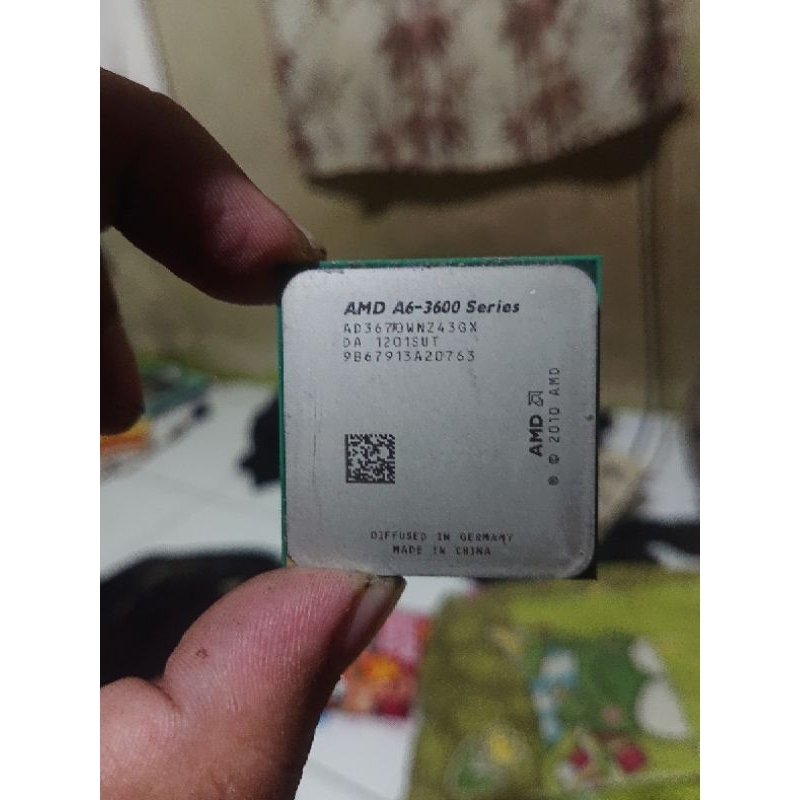 AMD A6-3600 Series
AD3670WNZ43GX
DA 1201SUT
9B67913A20763
AMD
® © 2010 AMD
DIFFUSED IN GERMANY
MADE IN CHINA